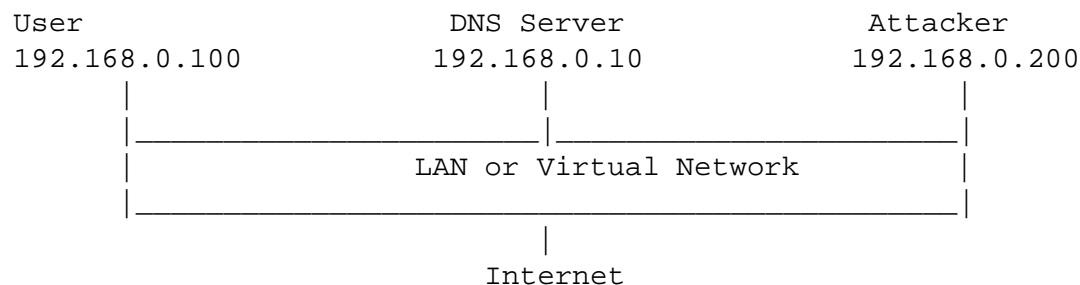 User DNS Server Attacker
192.168.0.100 192.168.0.10 192.168.0.200
LAN or Virtual Network
Internet